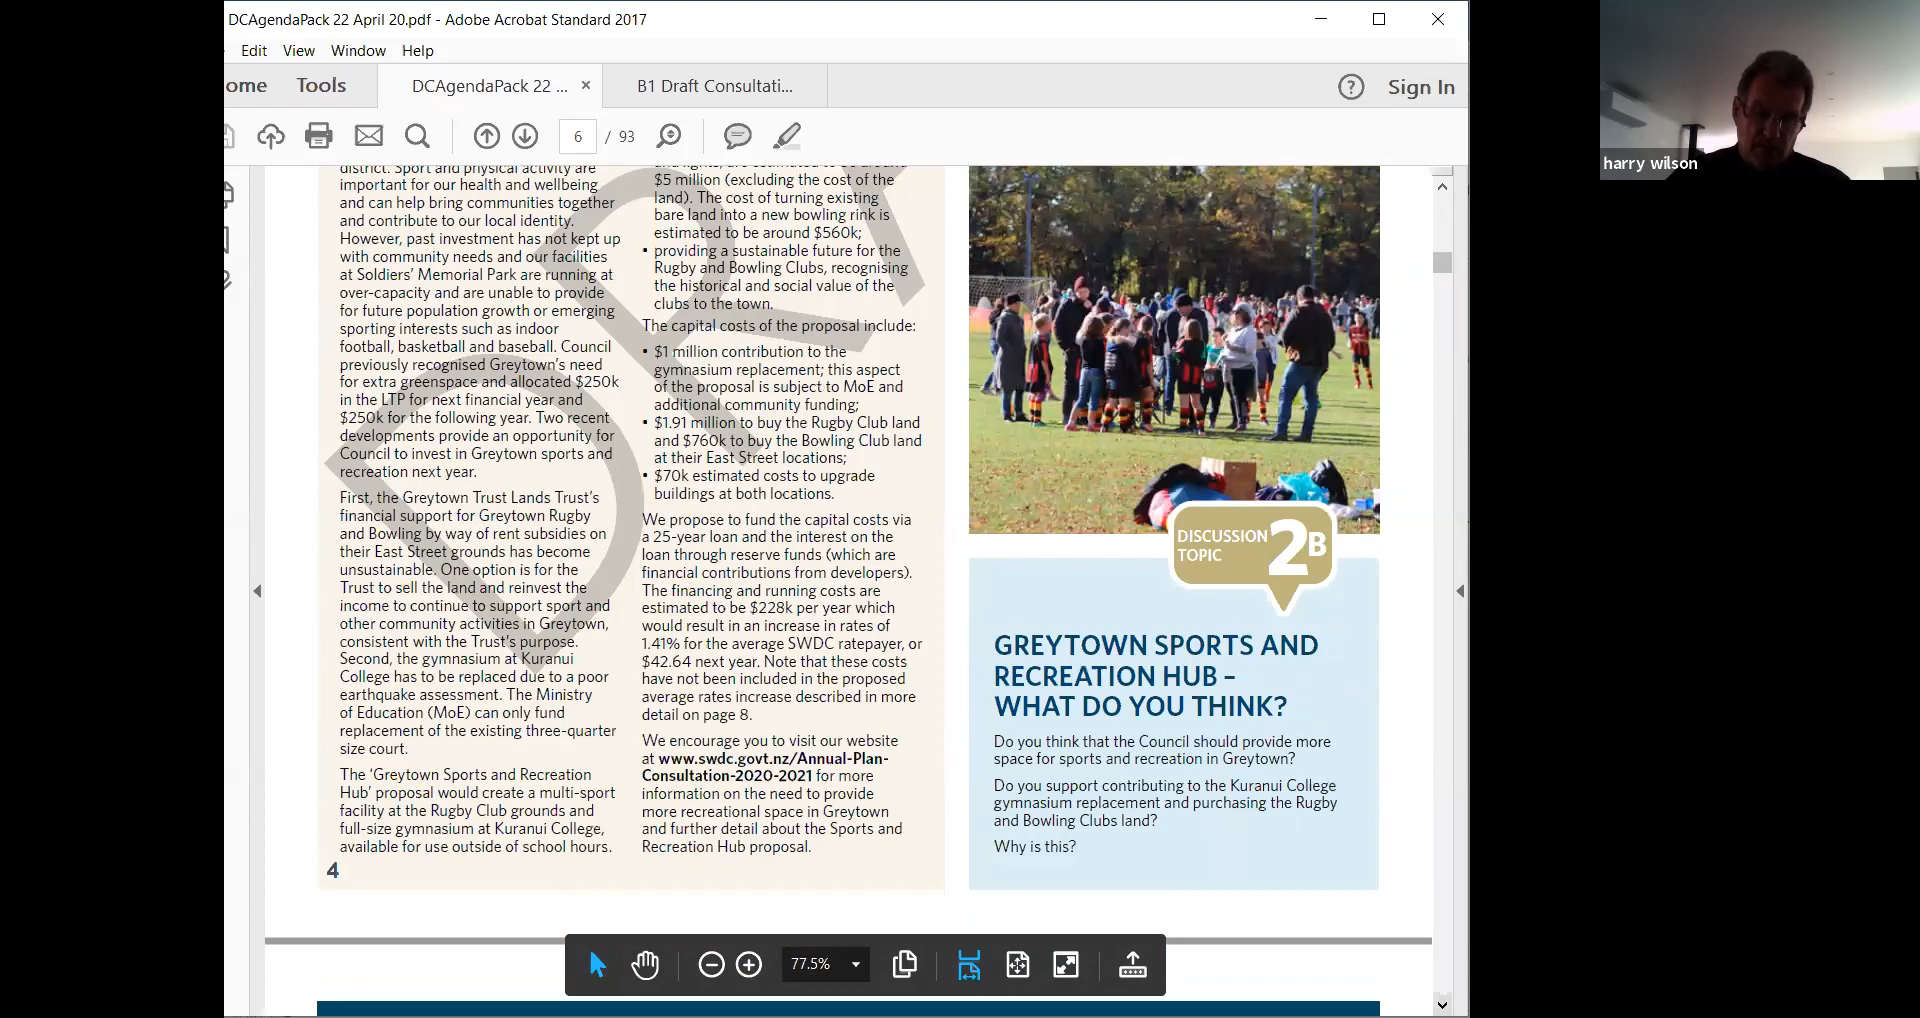 DCAgendaPack 22 April 20.pdf - Adobe Acrobat Standard 2017
Edit View Window Help
ome Tools DCAgendaPack 22 ... × B1 Draft Consultati... Sign In
6 / 93
district. Sport and physical activity are
important for our health and wellbeing
and can help bring communities together
and contribute to our local identity.
However, past investment has not kept up
with community needs and our facilities
at Soldiers' Memorial Park are running at
over-capacity and are unable to provide
for future population growth or emerging
sporting interests such as indoor
football, basketball and baseball. Council
previously recognised Greytown's need
for extra greenspace and allocated $250k
in the LTP for next financial year and
$250k for the following year. Two recent
developments provide an opportunity for
Council to invest in Greytown sports and
recreation next year.
First, the Greytown Trust Lands Trust's
financial support for Greytown Rugby
and Bowling by way of rent subsidies on
their East Street grounds has become
unsustainable. One option is for the
Trust to sell the land and reinvest the
income to continue to support sport and
other community activities in Greytown,
consistent with the Trust's purpose.
Second, the gymnasium at Kuranui
College has to be replaced due to a poor
earthquake assessment. The Ministry
of Education (MoE) can only fund
replacement of the existing three-quarter
size court.
The 'Greytown Sports and Recreation
Hub' proposal would create a multi-sport
facility at the Rugby Club grounds and
full-size gymnasium at Kuranui College,
available for use outside of school hours.
4
$5 million (excluding the cost of the
land). The cost of turning existing
bare land into a new bowling rink is
estimated to be around $560k;
• providing a sustainable future for the
Rugby and Bowling Clubs, recognising
the historical and social value of the
clubs to the town.
The capital costs of the proposal include:
• $1 million contribution to the
gymnasium replacement; this aspect
of the proposal is subject to MoE and
additional community funding;
• $1.91 million to buy the Rugby Club land
and $760k to buy the Bowling Club land
at their East Street locations;
• $70k estimated costs to upgrade
buildings at both locations.
We propose to fund the capital costs via
a 25-year loan and the interest on the
loan through reserve funds (which are
financial contributions from developers).
The financing and running costs are
estimated to be $228k per year which
would result in an increase in rates of
1.41% for the average SWDC ratepayer, or
$42.64 next year. Note that these costs
have not been included in the proposed
average rates increase described in more
detail on page 8.
We encourage you to visit our website
at www.swdc.govt.nz/Annual-Plan-
Consultation-2020-2021 for more
information on the need to provide
more recreational space in Greytown
and further detail about the Sports and
Recreation Hub proposal.
DISCUSSION
TOPIC
2B
GREYTOWN SPORTS AND
RECREATION HUB –
WHAT DO YOU THINK?
Do you think that the Council should provide more
space for sports and recreation in Greytown?
Do you support contributing to the Kuranui College
gymnasium replacement and purchasing the Rugby
and Bowling Clubs land?
Why is this?
77.5%
harry wilson